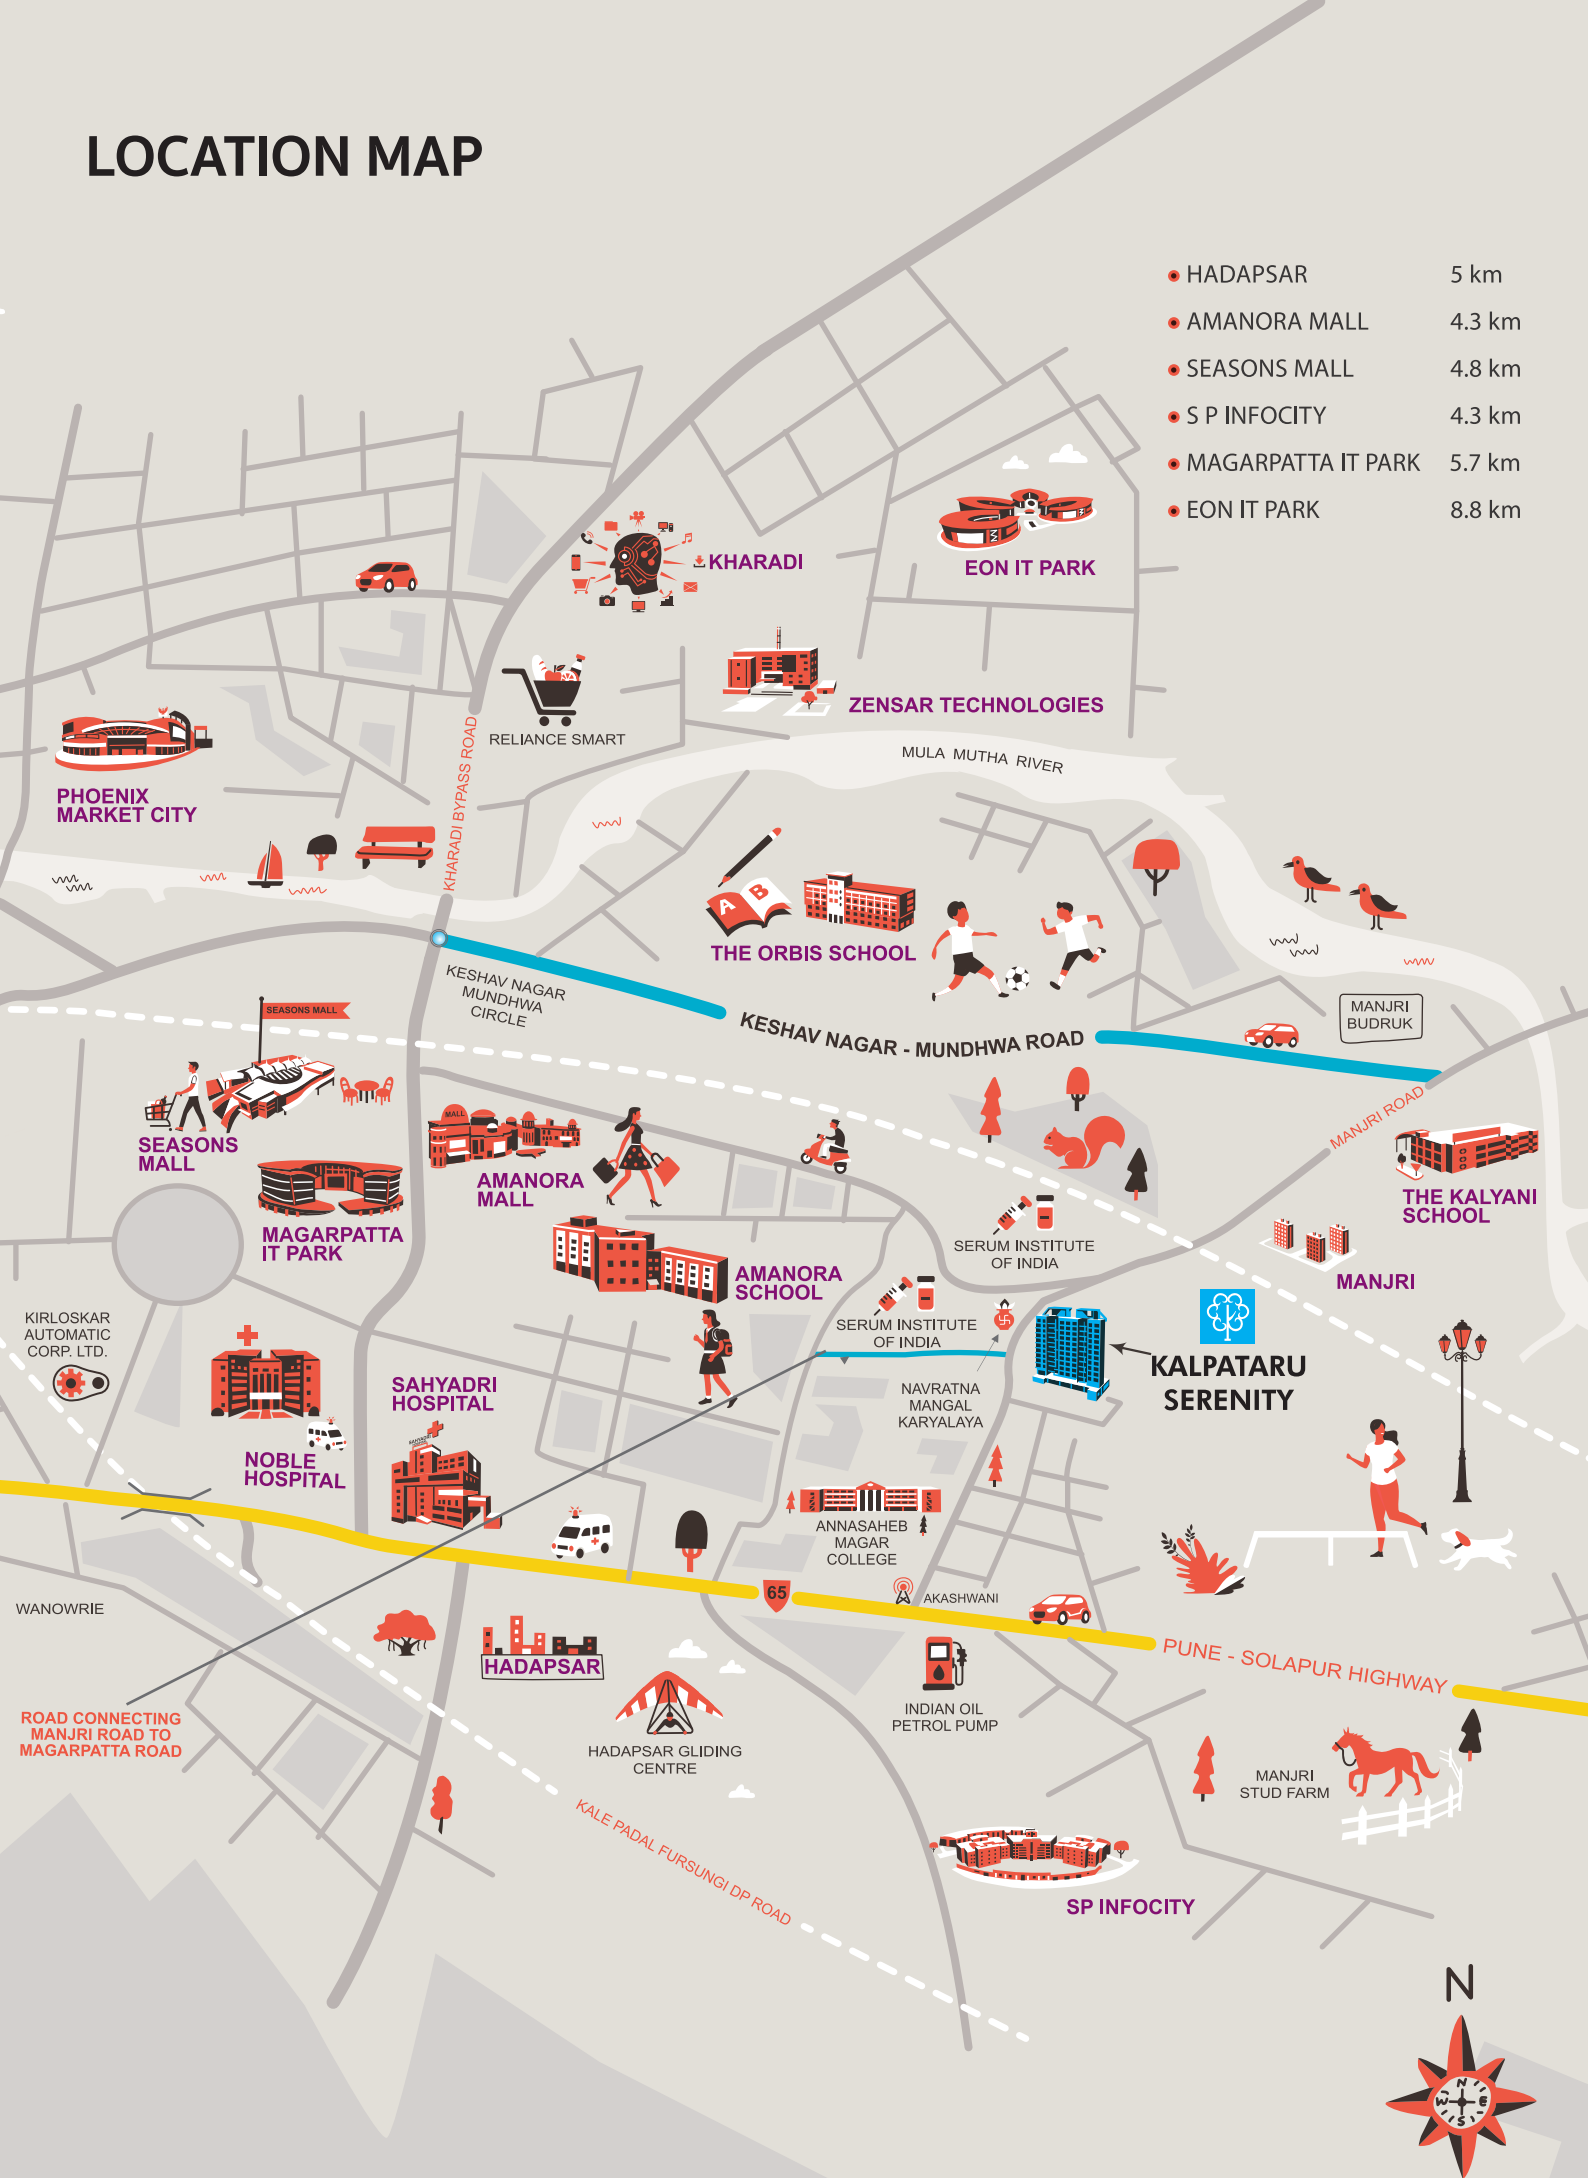 LOCATION MAP
HADAPSAR 5 km
AMANORA MALL 4.3 km
SEASONS MALL 4.8 km
S P INFOCITY 4.3 km
MAGARPATTA IT PARK 5.7 km
EON IT PARK 8.8 km
KHARADI
EON IT PARK
ZENSAR TECHNOLOGIES
RELIANCE SMART
KHARADI BYPASS ROAD
MULA MUTHA RIVER
PHOENIX
MARKET CITY
A B
THE ORBIS SCHOOL
KESHAV NAGAR
MUNDHWA
CIRCLE
KESHAV NAGAR - MUNDHWA ROAD
MANJRI
BUDRUK
SEASONS MALL
SEASONS
MALL
MALL
AMANORA
MALL
MANJRI ROAD
THE KALYANI
SCHOOL
MAGARPATTA
IT PARK
SERUM INSTITUTE
OF INDIA
MANJRI
AMANORA
SCHOOL
KIRLOSKAR
AUTOMATIC
CORP. LTD.
SERUM INSTITUTE
OF INDIA
KALPATARU
SERENITY
NAVRATNA
MANGAL
KARYALAYA
SAHYADRI
HOSPITAL
NOBLE
HOSPITAL
ANNASAHEB
MAGAR
COLLEGE
65
AKASHWANI
WANOWRIE
HADAPSAR
PUNE - SOLAPUR HIGHWAY
INDIAN OIL
PETROL PUMP
ROAD CONNECTING
MANJRI ROAD TO
MAGARPATTA ROAD
HADAPSAR GLIDING
CENTRE
MANJRI
STUD FARM
KALE PADAL FURSUNGI DP ROAD
SP INFOCITY
N
N
W E
S